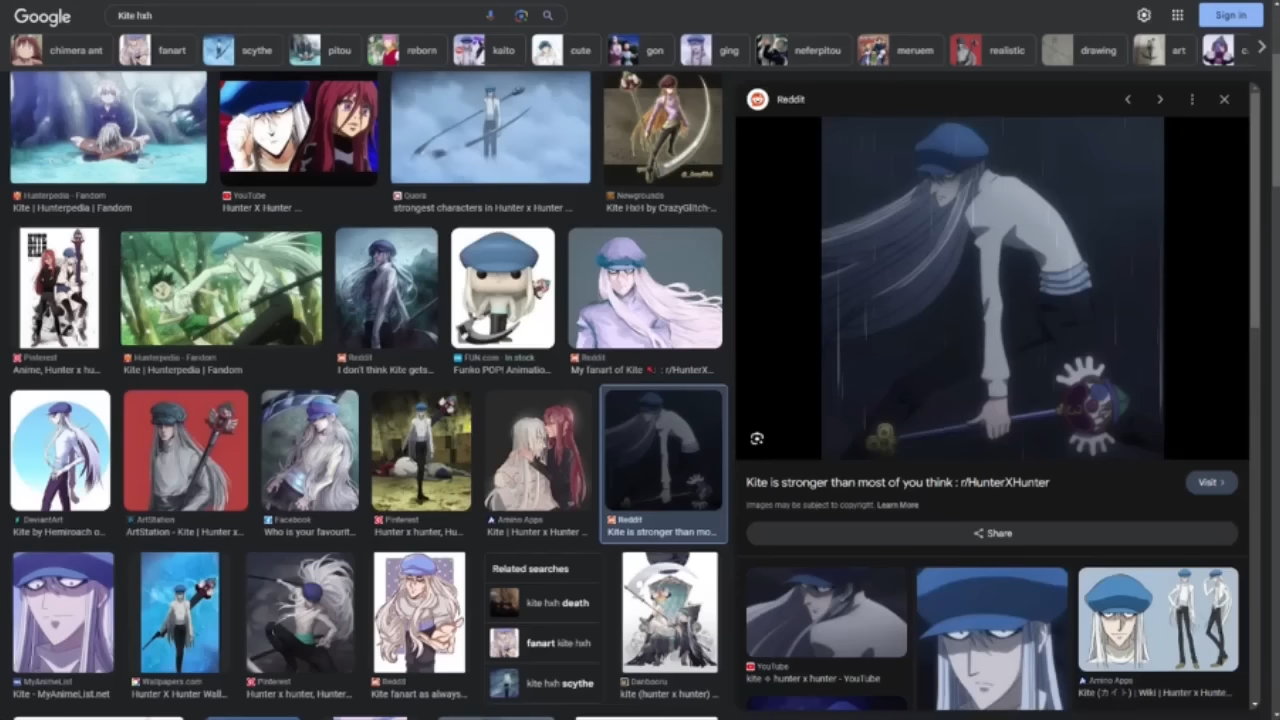 Google
Kite hxh
Sign in
chimera ant
fanart
scythe
pitou
reborn
kaito
cute
gon
ging
neferpitou
meruem
realistic
drawing
art
Reddit
Hunterpedia - Fandom
Kite | Hunterpedia | Fandom
YouTube
Hunter X Hunter ...
Quora
strongest characters in Hunter x Hunter ...
Newgrounds
Kite HxH by CrazyGlitch-...
Pinterest
Anime, Hunter x hu...
Hunterpedia - Fandom
Kite | Hunterpedia | Fandom
Reddit
I don't think Kite gets...
FUN.com · In stock
Funko POP! Animatio...
Reddit
My fanart of Kite : r/HunterX...
DeviantArt
Kite by Hemiroach o...
ArtStation
ArtStation - Kite | Hunter x...
Facebook
Who is your favourit...
Pinterest
Hunter x hunter, Hu...
Amino Apps
Kite | Hunter x Hunter ...
Reddit
Kite is stronger than mo...
MyAnimeList
Kite - MyAnimeList.net
Wallpapers.com
Hunter X Hunter Wall...
Pinterest
Hunter x hunter, Hunter...
Reddit
Kite fanart as always...
Related searches
kite hxh death
fanart kite hxh
kite hxh scythe
Danbooru
kite (hunter x hunter) ...
Kite is stronger than most of you think : r/HunterXHunter
Visit
Images may be subject to copyright. Learn More
Share
YouTube
kite ⟡ hunter x hunter - YouTube
Amino Apps
Kite (カイト) | Wiki | Hunter x Hunte...